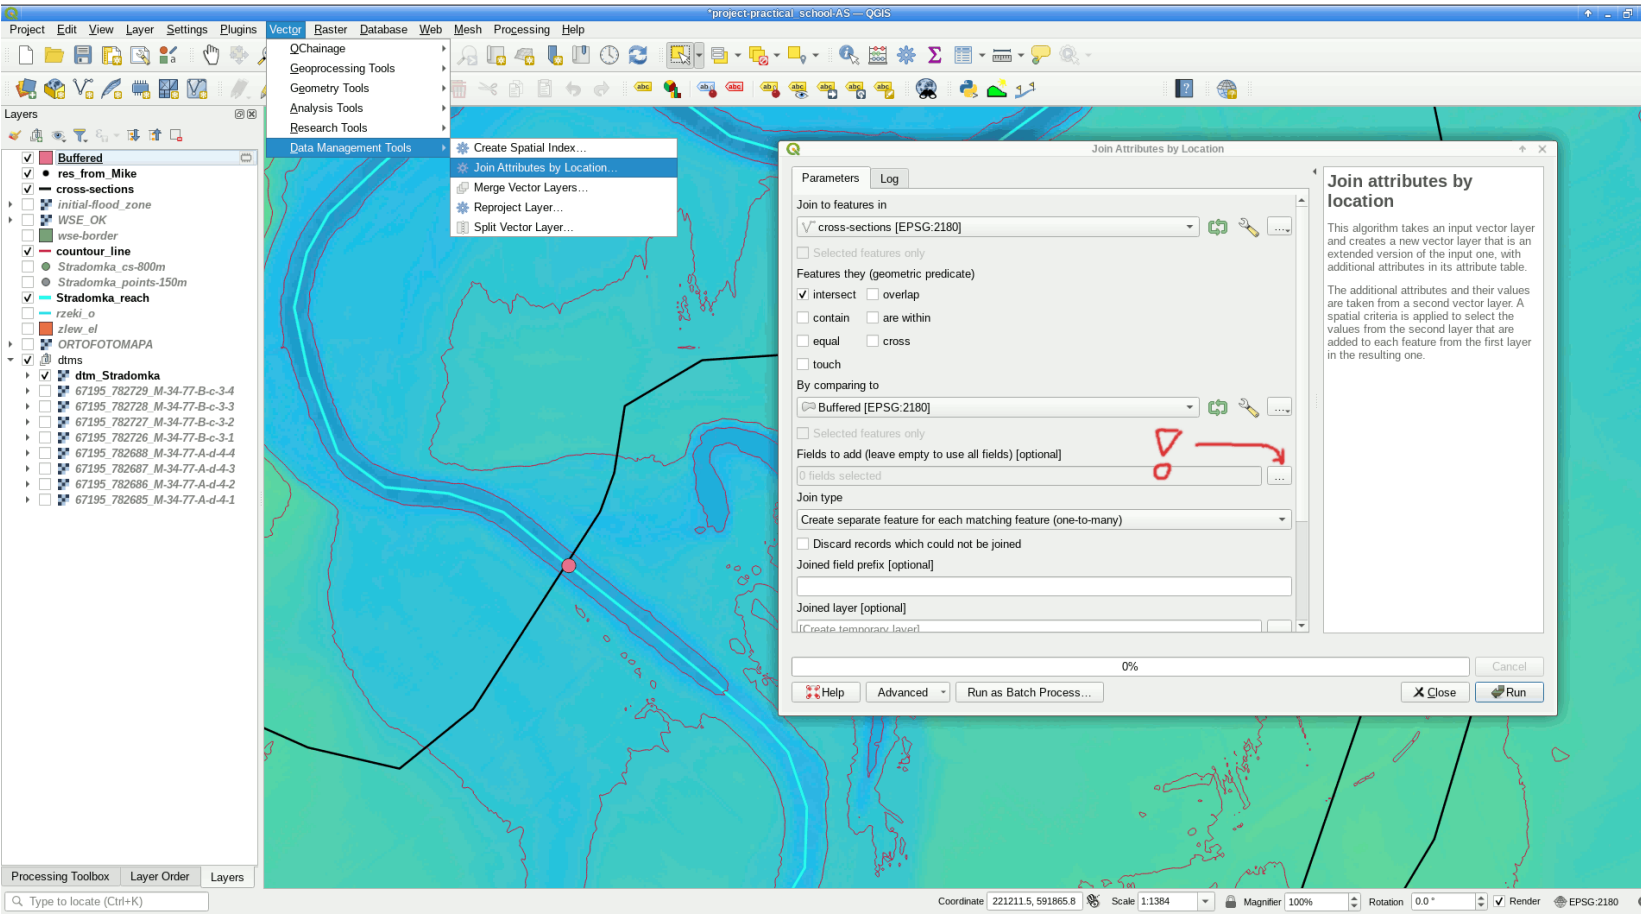 *project-practical_school-AS — QGIS
Project Edit View Layer Settings Plugins Vector Raster Database Web Mesh Processing Help
QChainage
Geoprocessing Tools
Geometry Tools
Analysis Tools
Research Tools
Data Management Tools
Create Spatial Index…
Join Attributes by Location…
Merge Vector Layers…
Reproject Layer…
Split Vector Layer…
Layers
Buffered
res_from_Mike
cross-sections
initial-flood_zone
WSE_OK
wse-border
countour_line
Stradomka_cs-800m
Stradomka_points-150m
Stradomka_reach
rzeki_o
zlew_el
ORTOFOTOMAPA
dtms
dtm_Stradomka
67195_782729_M-34-77-B-c-3-4
67195_782728_M-34-77-B-c-3-3
67195_782727_M-34-77-B-c-3-2
67195_782726_M-34-77-B-c-3-1
67195_782688_M-34-77-A-d-4-4
67195_782687_M-34-77-A-d-4-3
67195_782686_M-34-77-A-d-4-2
67195_782685_M-34-77-A-d-4-1
Join Attributes by Location
Parameters Log
Join to features in
cross-sections [EPSG:2180]
…
Selected features only
Features they (geometric predicate)
intersect overlap
contain are within
equal cross
touch
By comparing to
Buffered [EPSG:2180]
…
Selected features only
Fields to add (leave empty to use all fields) [optional]
0 fields selected
…
Join type
Create separate feature for each matching feature (one-to-many)
Discard records which could not be joined
Joined field prefix [optional]
Joined layer [optional]
[Create temporary layer]
0%
Cancel
Help Advanced Run as Batch Process… Close Run
Join attributes by
location
This algorithm takes an input vector layer
and creates a new vector layer that is an
extended version of the input one, with
additional attributes in its attribute table.
The additional attributes and their values
are taken from a second vector layer. A
spatial criteria is applied to select the
values from the second layer that are
added to each feature from the first layer
in the resulting one.
Processing Toolbox Layer Order Layers
Type to locate (Ctrl+K)
Coordinate 221211.5, 591865.8 Scale 1:1384 Magnifier 100% Rotation 0.0 ° Render EPSG:2180